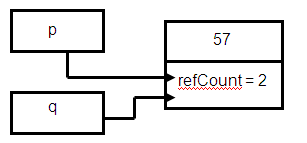 p
57
refCount = 2
q